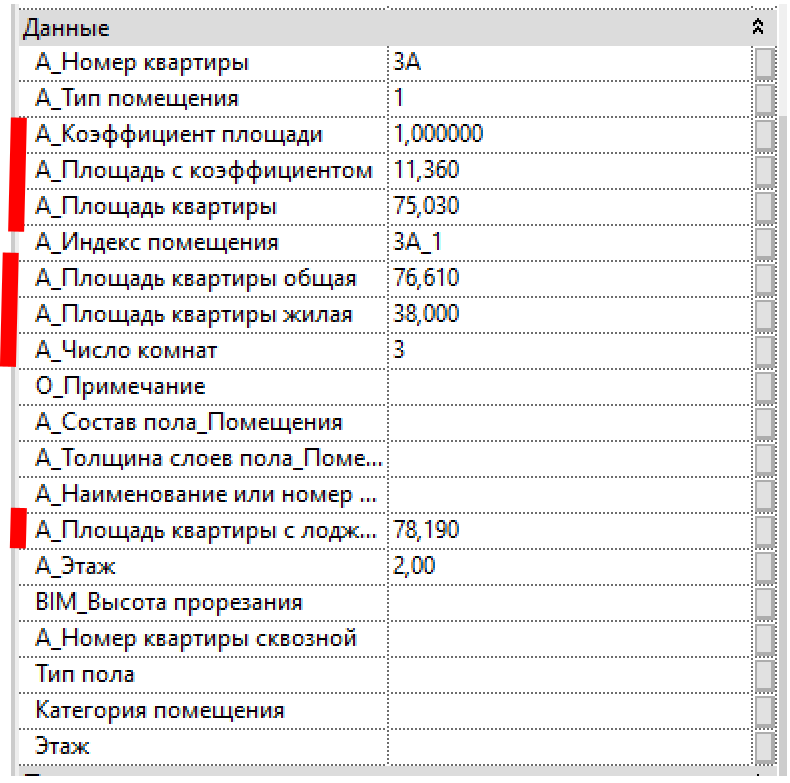 Данные
А_Номер квартиры 3А
А_Тип помещения 1
А_Коэффициент площади 1,000000
А_Площадь с коэффициентом 11,360
А_Площадь квартиры 75,030
А_Индекс помещения 3А_1
А_Площадь квартиры общая 76,610
А_Площадь квартиры жилая 38,000
А_Число комнат 3
О_Примечание
А_Состав пола_Помещения
А_Толщина слоев пола_Поме...
А_Наименование или номер ...
А_Площадь квартиры с лодж... 78,190
А_Этаж 2,00
BIM_Высота прорезания
А_Номер квартиры сквозной
Тип пола
Категория помещения
Этаж